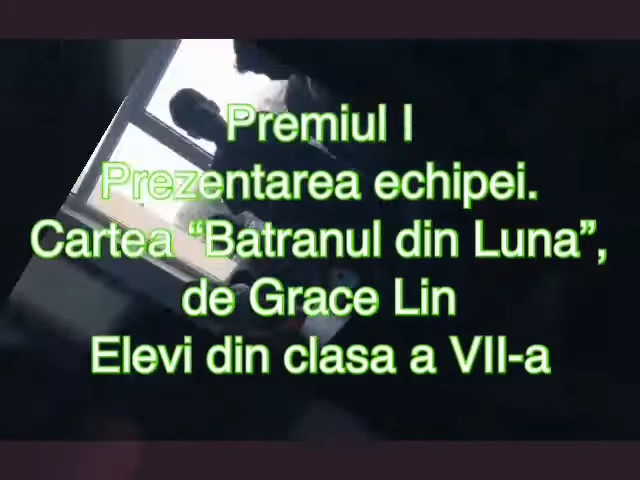 Premiul I
Prezentarea echipei.
Cartea “Batranul din Luna”,
de Grace Lin
Elevi din clasa a VII-a